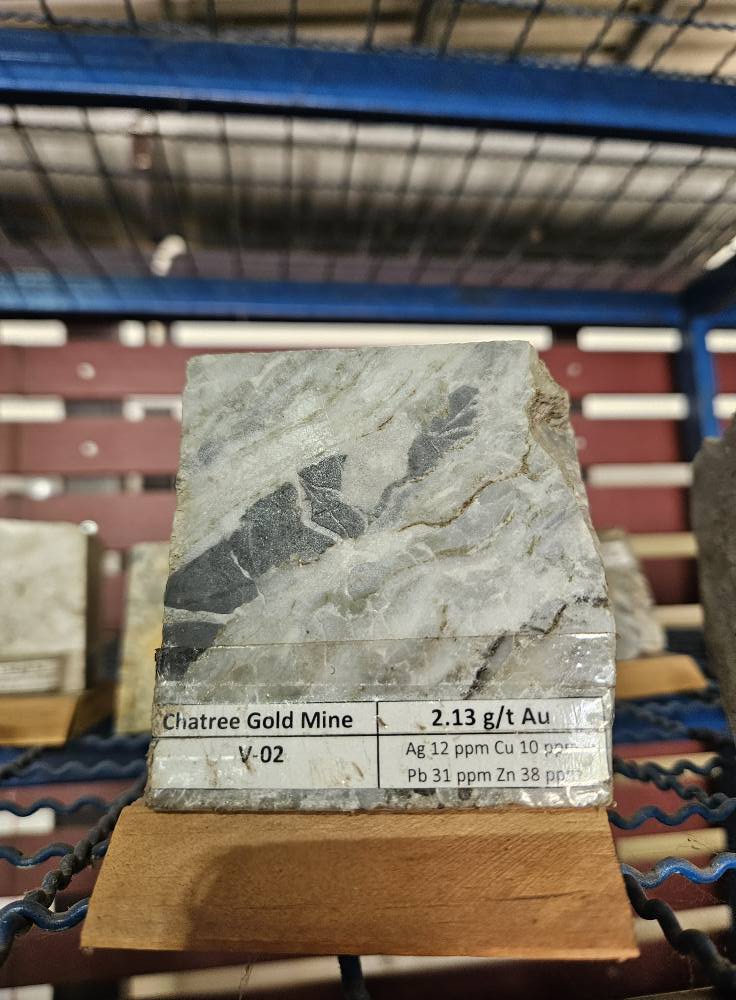 Chatree Gold Mine
2.13 g/t Au
V-02
Ag 12 ppm Cu 10 ppm
Pb 31 ppm Zn 38 ppm